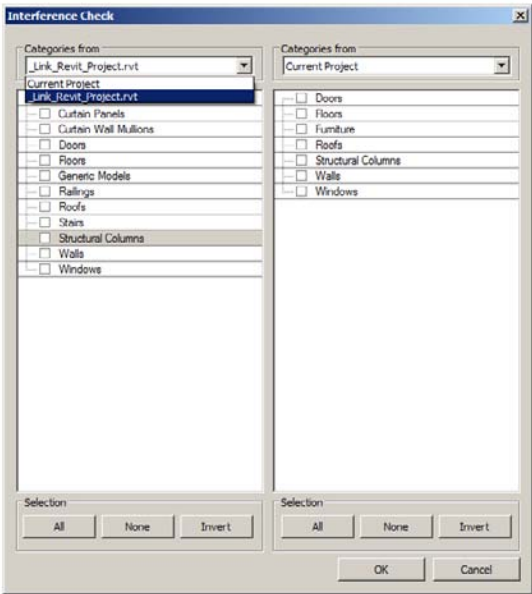 Interference Check
Categories from
_Link_Revit_Project.rvt
Current Project
_Link_Revit_Project.rvt
Curtain Panels
Curtain Wall Mullions
Doors
Floors
Generic Models
Railings
Roofs
Stairs
Structural Columns
Walls
Windows
Selection
All None Invert
Categories from
Current Project
Doors
Floors
Furniture
Roofs
Structural Columns
Walls
Windows
Selection
All None Invert
OK Cancel